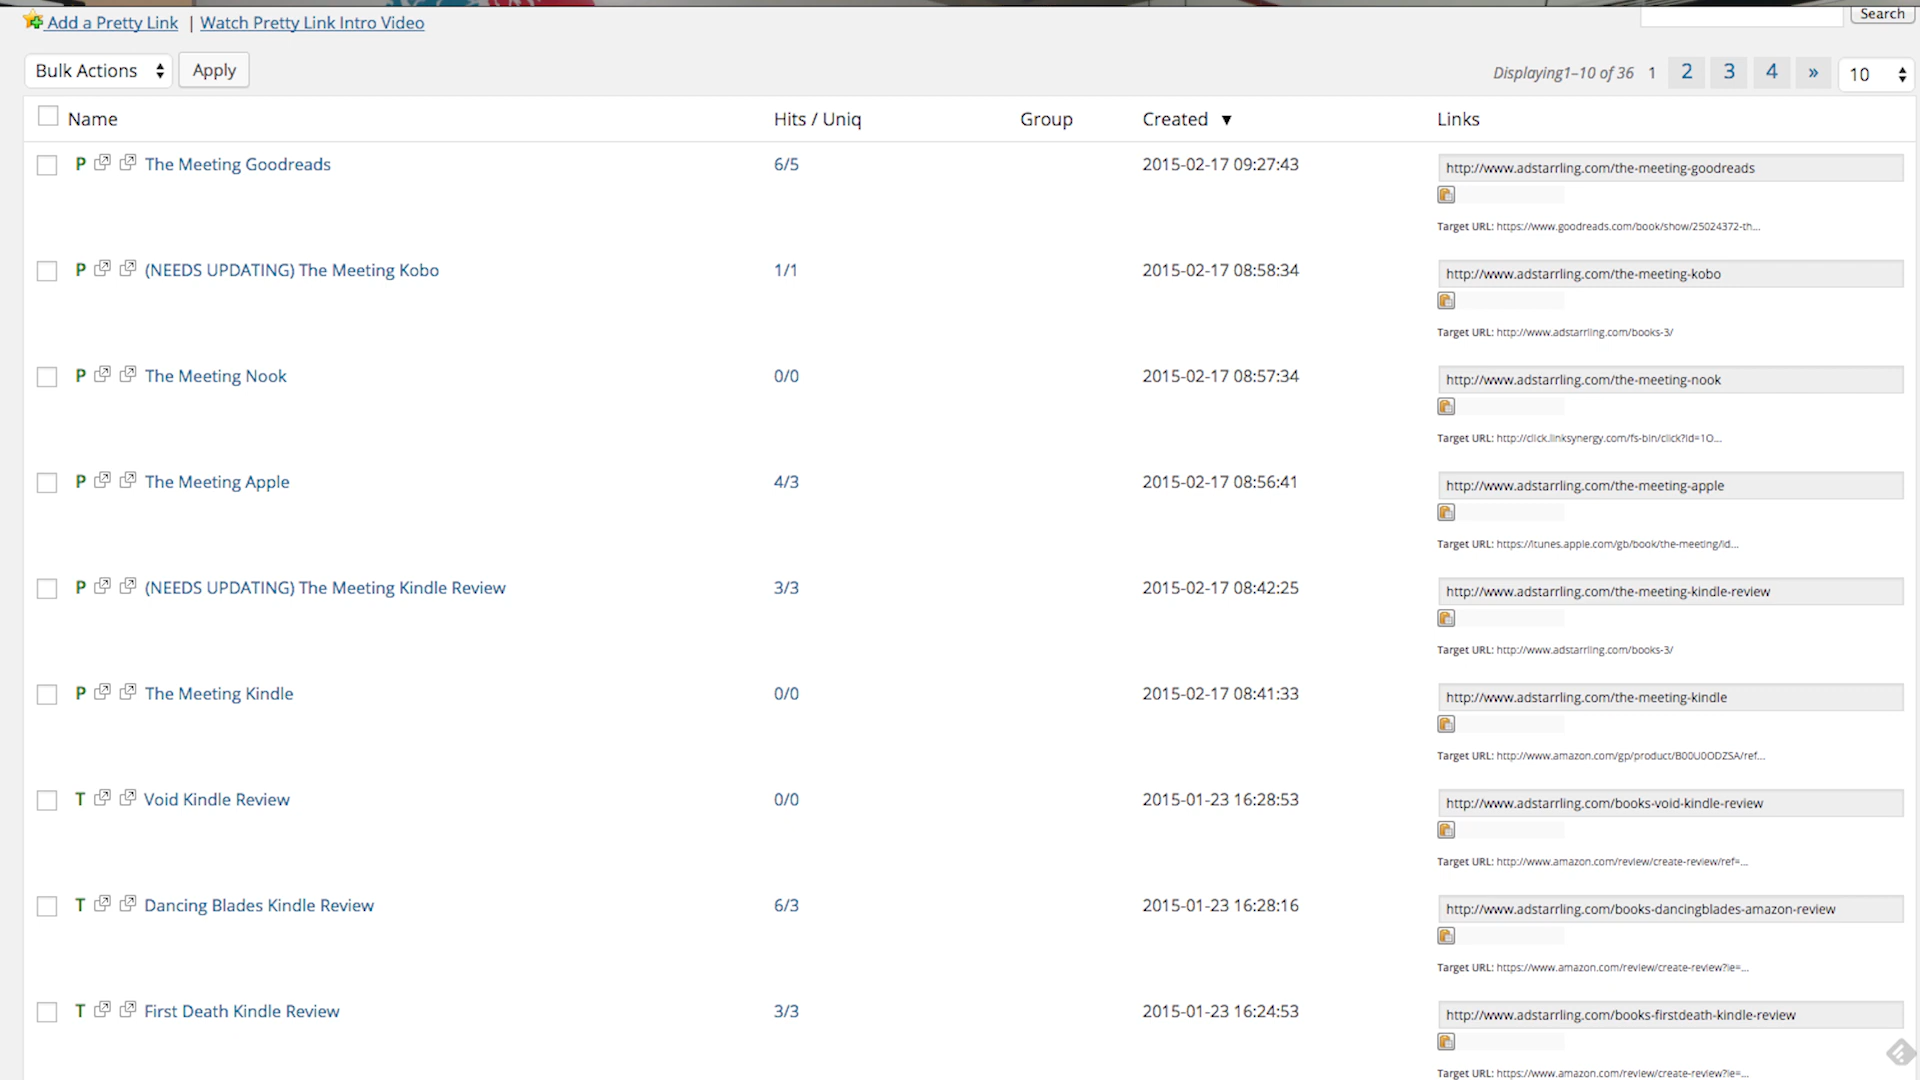 Add a Pretty Link | Watch Pretty Link Intro Video
Search
Bulk Actions Apply Displaying1–10 of 36 1 2 3 4 » 10
Name Hits / Uniq Group Created ▼ Links
P The Meeting Goodreads 6/5 2015-02-17 09:27:43 http://www.adstarrling.com/the-meeting-goodreads
Target URL: https://www.goodreads.com/book/show/25024372-th...
P (NEEDS UPDATING) The Meeting Kobo 1/1 2015-02-17 08:58:34 http://www.adstarrling.com/the-meeting-kobo
Target URL: http://www.adstarrling.com/books-3/
P The Meeting Nook 0/0 2015-02-17 08:57:34 http://www.adstarrling.com/the-meeting-nook
Target URL: http://click.linksynergy.com/fs-bin/click?id=1O...
P The Meeting Apple 4/3 2015-02-17 08:56:41 http://www.adstarrling.com/the-meeting-apple
Target URL: https://itunes.apple.com/gb/book/the-meeting/id...
P (NEEDS UPDATING) The Meeting Kindle Review 3/3 2015-02-17 08:42:25 http://www.adstarrling.com/the-meeting-kindle-review
Target URL: http://www.adstarrling.com/books-3/
P The Meeting Kindle 0/0 2015-02-17 08:41:33 http://www.adstarrling.com/the-meeting-kindle
Target URL: http://www.amazon.com/gp/product/B00U0ODZSA/ref...
T Void Kindle Review 0/0 2015-01-23 16:28:53 http://www.adstarrling.com/books-void-kindle-review
Target URL: http://www.amazon.com/review/create-review/ref=...
T Dancing Blades Kindle Review 6/3 2015-01-23 16:28:16 http://www.adstarrling.com/books-dancingblades-amazon-review
Target URL: https://www.amazon.com/review/create-review?ie=...
T First Death Kindle Review 3/3 2015-01-23 16:24:53 http://www.adstarrling.com/books-firstdeath-kindle-review
Target URL: https://www.amazon.com/review/create-review?ie=...